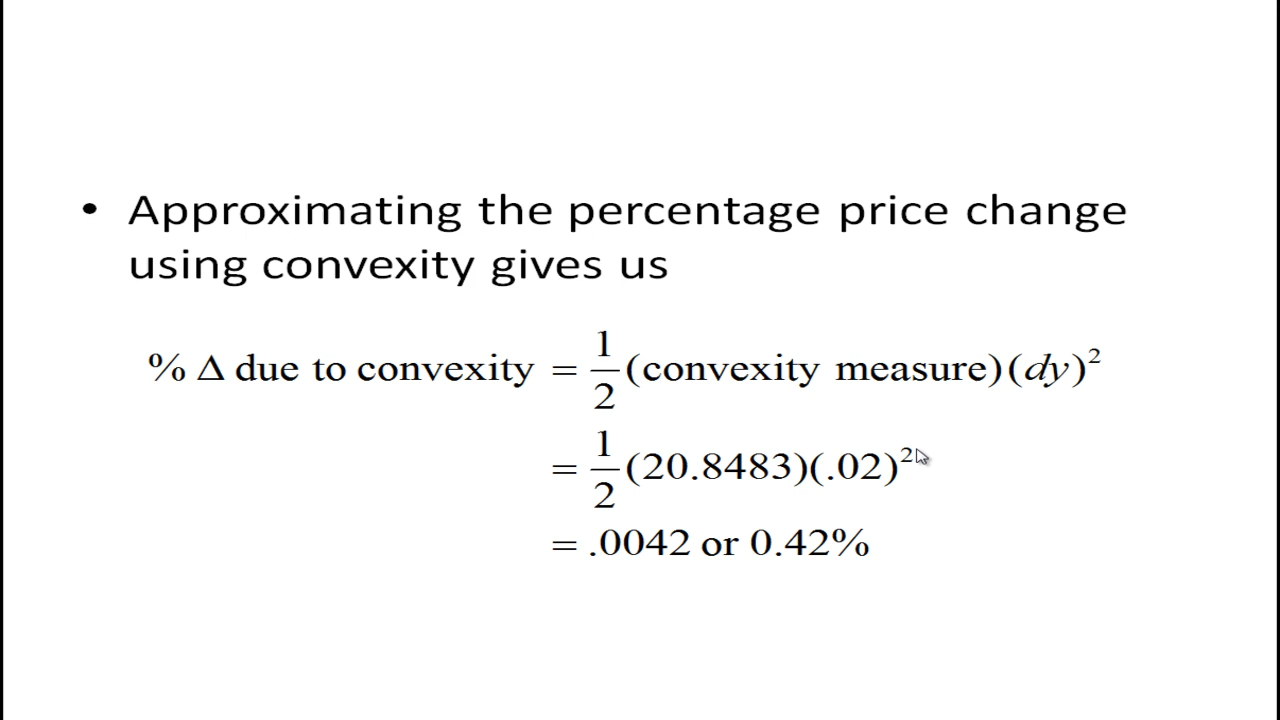 • Approximating the percentage price change
using convexity gives us
% Δ due to convexity = 1/2 (convexity measure)(dy)²
= 1/2 (20.8483)(.02)²
= .0042 or 0.42%